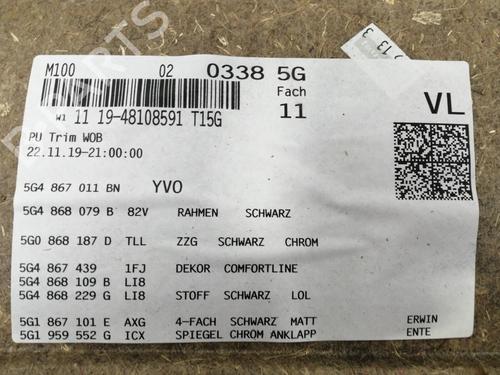 M100 02 0338 5G
Fach
W1 11 19-48108591 T15G 11 VL
PU Trim WOB
22.11.19-21:00:00
5G4 867 011 BN YVO
5G4 868 079 B 82V RAHMEN SCHWARZ
5G0 868 187 D TLL ZZG SCHWARZ CHROM
5G4 867 439 1FJ DEKOR COMFORTLINE
5G4 868 109 B LI8
5G4 868 229 G LI8 STOFF SCHWARZ LOL
5G1 867 101 E AXG 4-FACH SCHWARZ MATT ERWIN
5G1 959 552 G ICX SPIEGEL CHROM ANKLAPP ENTE